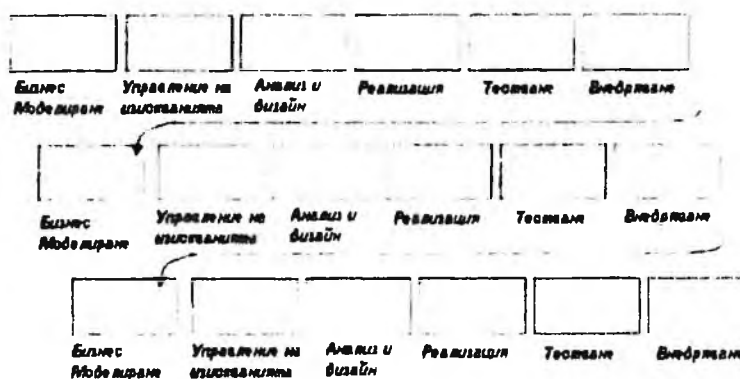 Бизнес Моделиране
Управление на изискванията
Анализ и дизайн
Реализация
Тестване
Внедряване
Бизнес Моделиране
Управление на изискванията
Анализ и дизайн
Реализация
Тестване
Внедряване
Бизнес Моделиране
Управление на изискванията
Анализ и дизайн
Реализация
Тестване
Внедряване